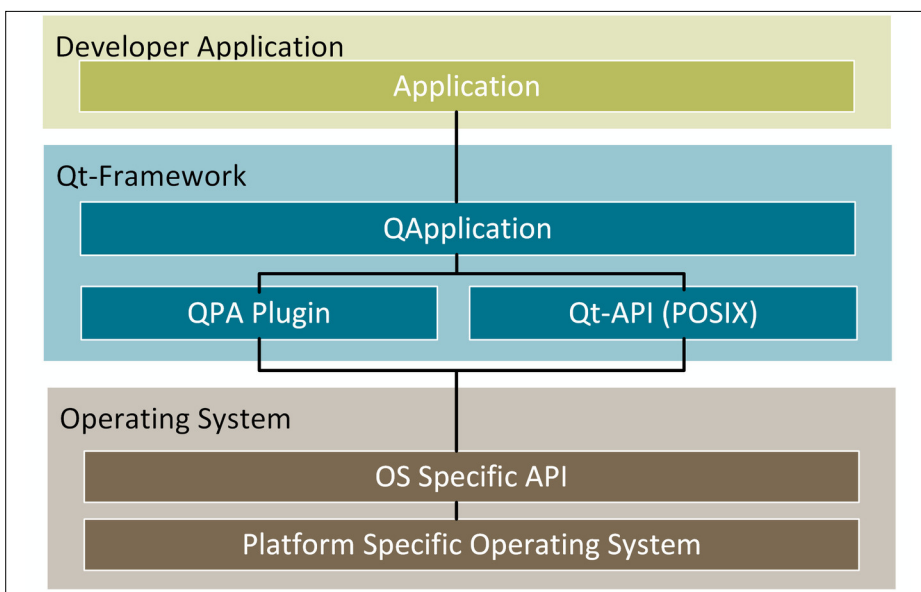 Developer Application
Application
Qt-Framework
QApplication
QPA Plugin
Qt-API (POSIX)
Operating System
OS Specific API
Platform Specific Operating System